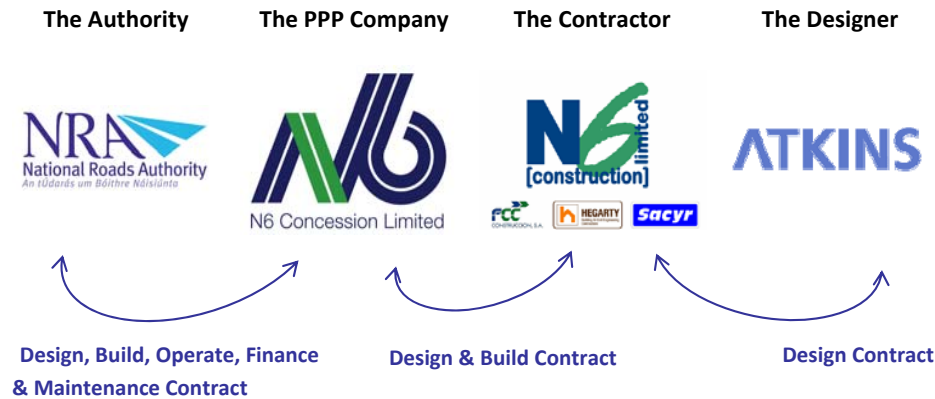 The Authority
The PPP Company
The Contractor
The Designer
NRA
National Roads Authority
An tÚdarás um Bóithre Náisiúnta
N6
N6 Concession Limited
N6 limited
[construction]
FCC
CONSTRUCCION, S.A.
HEGARTY
Sacyr
ATKINS
Design, Build, Operate, Finance
& Maintenance Contract
Design & Build Contract
Design Contract